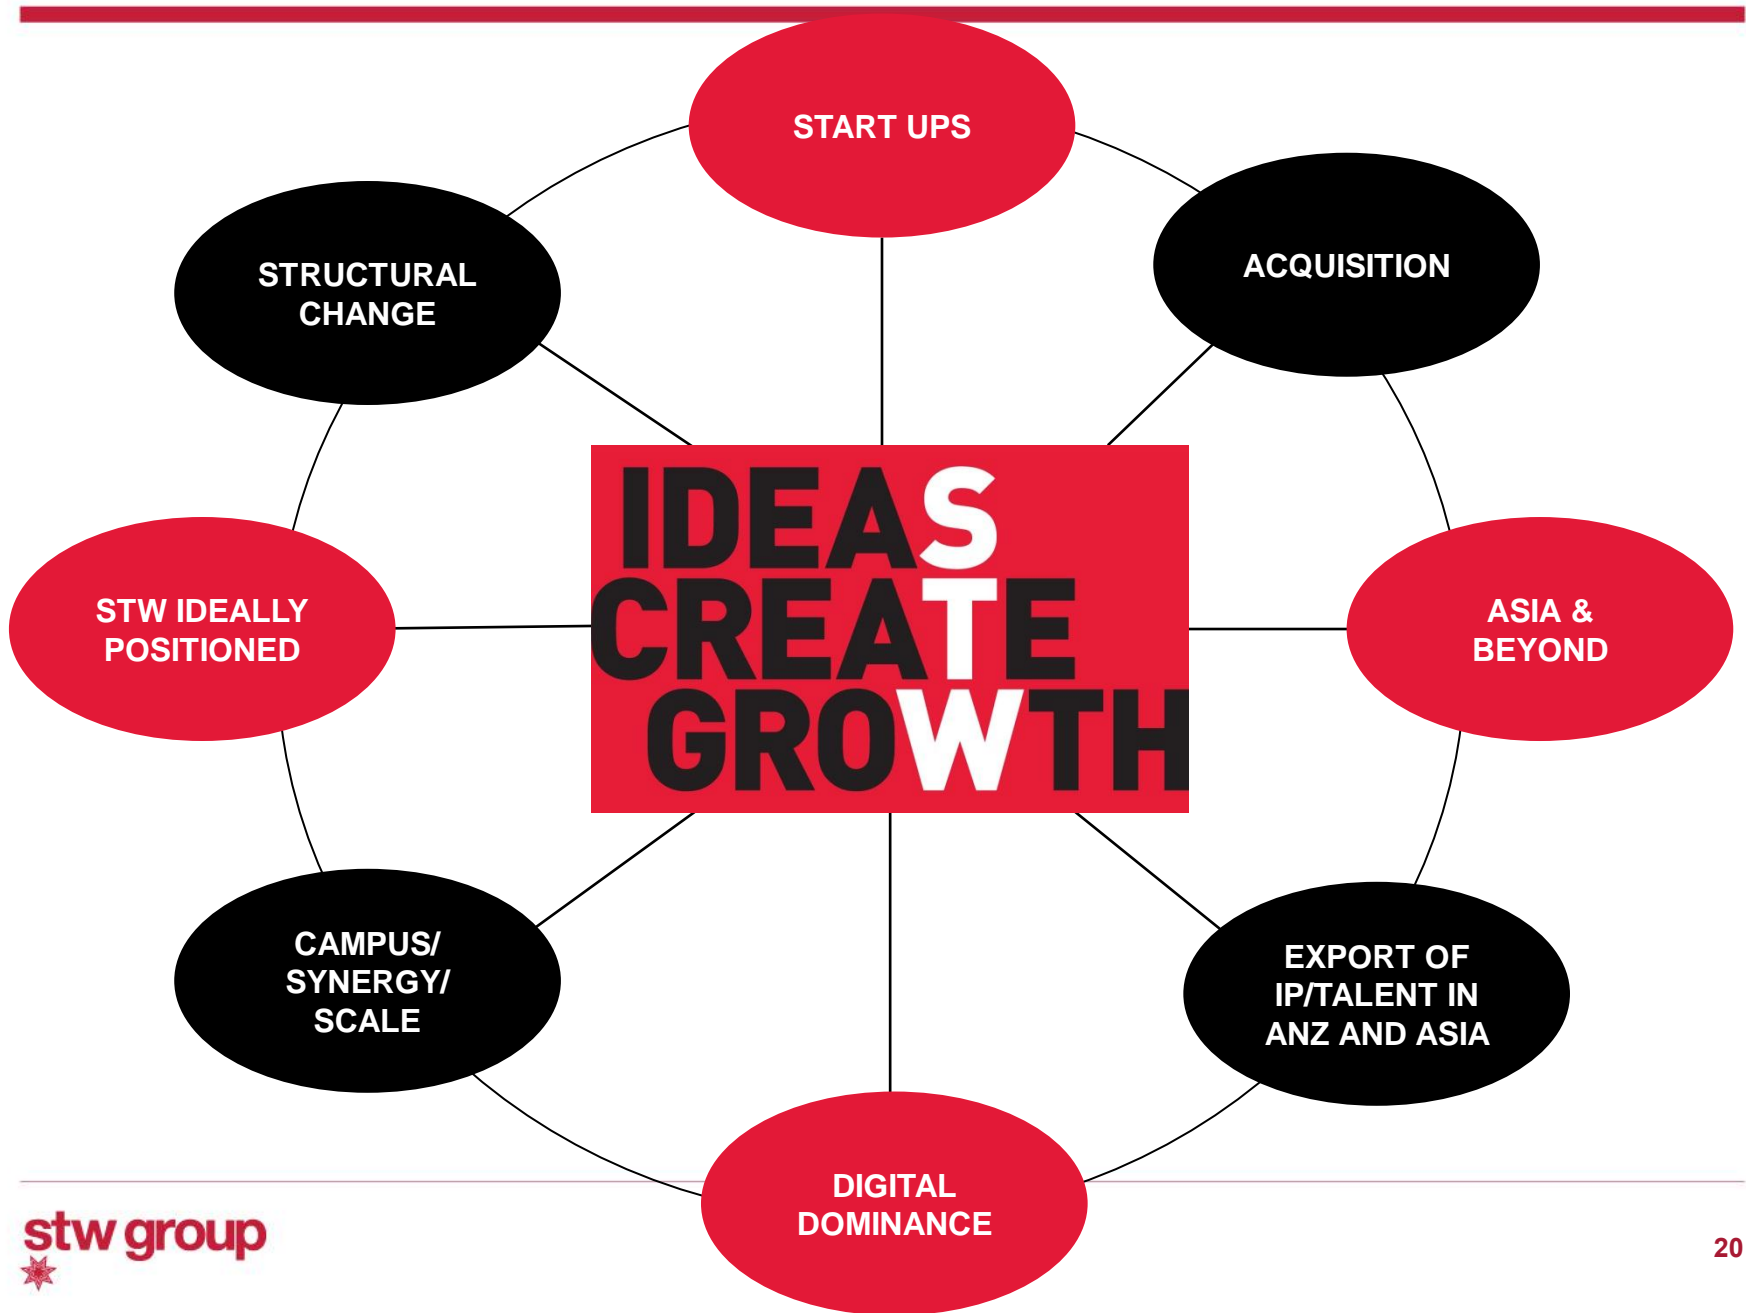 START UPS
STRUCTURAL
CHANGE
ACQUISITION
IDEAS
CREATE
GROWTH
STW IDEALLY
POSITIONED
ASIA &
BEYOND
CAMPUS/
SYNERGY/
SCALE
EXPORT OF
IP/TALENT IN
ANZ AND ASIA
DIGITAL
DOMINANCE
stw group
20